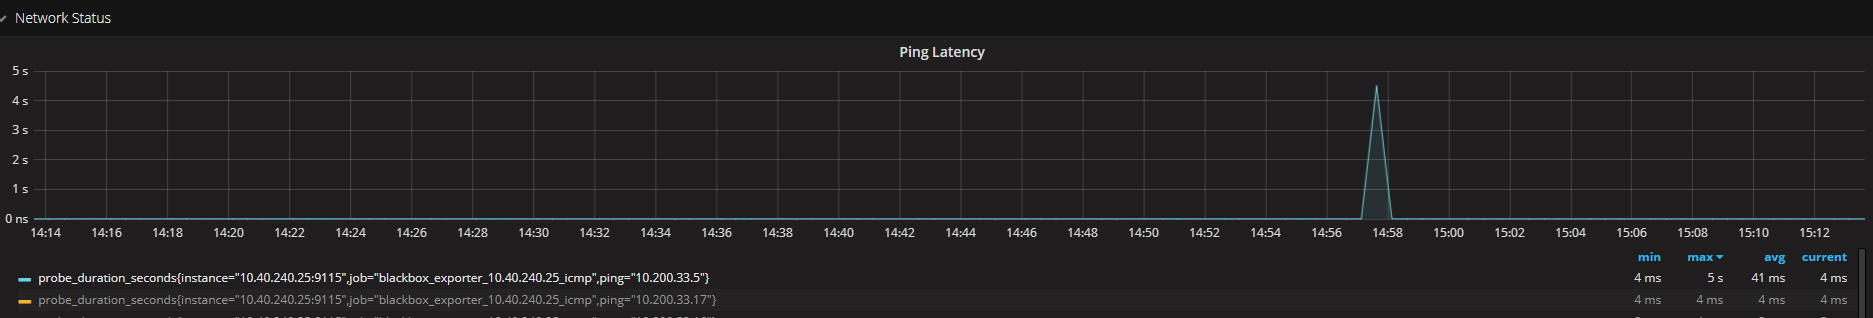 Network Status
Ping Latency
5 s
4 s
3 s
2 s
1 s
0 ns
14:14 14:16 14:18 14:20 14:22 14:24 14:26 14:28 14:30 14:32 14:34 14:36 14:38 14:40 14:42 14:44 14:46 14:48 14:50 14:52 14:54 14:56 14:58 15:00 15:02 15:04 15:06 15:08 15:10 15:12
min max avg current
probe_duration_seconds{instance="10.40.240.25:9115",job="blackbox_exporter_10.40.240.25_icmp",ping="10.200.33.5"} 4 ms 5 s 41 ms 4 ms
probe_duration_seconds{instance="10.40.240.25:9115",job="blackbox_exporter_10.40.240.25_icmp",ping="10.200.33.17"} 4 ms 4 ms 4 ms 4 ms